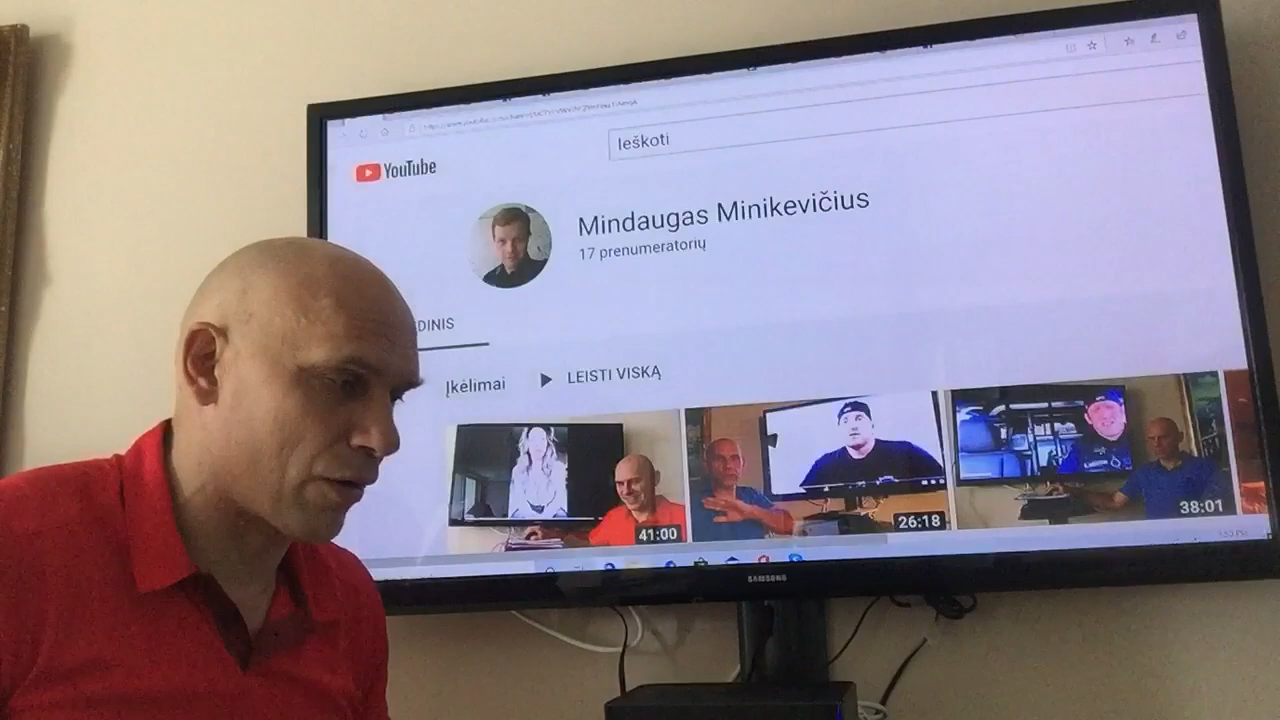 Ieškoti
YouTube
Mindaugas Minikevičius
17 prenumeratorių
DINIS
Įkėlimai
LEISTI VISKĄ
41:00
26:18
38:01
SAMSUNG